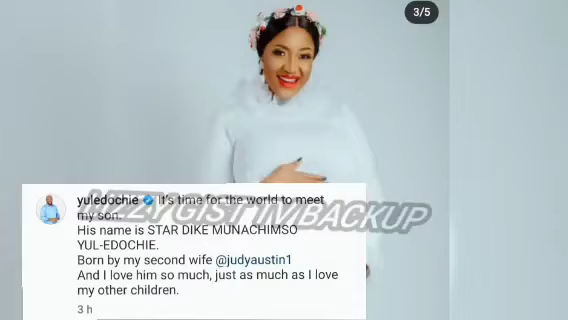 3/5
yuledochie It's time for the world to meet
my son.
His name is STAR DIKE MUNACHIMSO
YUL-EDOCHIE.
Born by my second wife @judyaustin1
And I love him so much, just as much as I love
my other children.
3 h